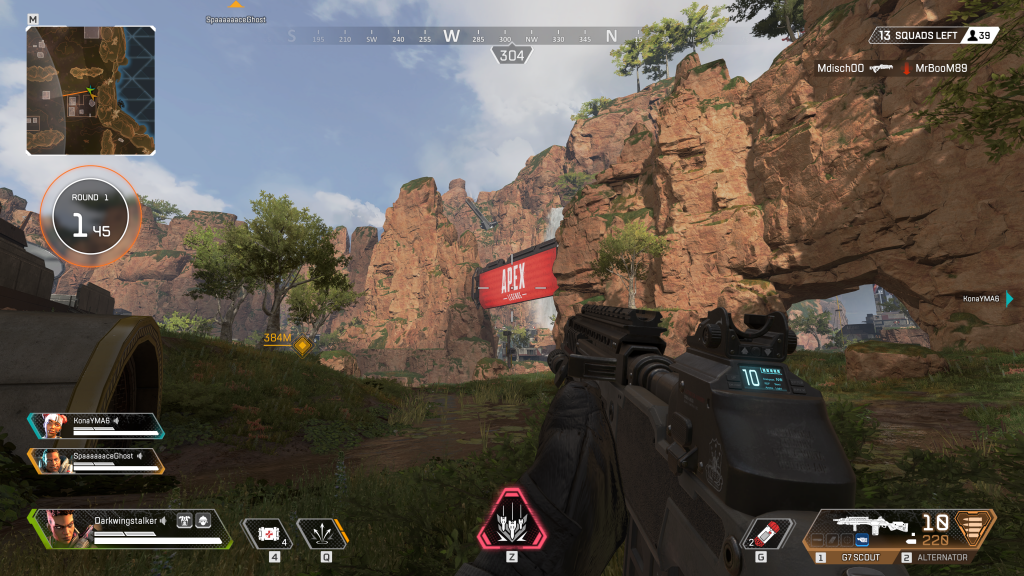 M
SpaaaaaaceGhost
S 195 210 SW 240 255 W 285 300 NW 330 345 N
304
13 SQUADS LEFT 39
Mdisch00 MrBooM89
ROUND 1
1 45
APEX
LEGENDS
KonaYMA6
384M
10
KonaYMA6
SpaaaaaaceGhost
Darkwingstalker
4
2
10
220
4 Q Z G
1 G7 SCOUT 2 ALTERNATOR